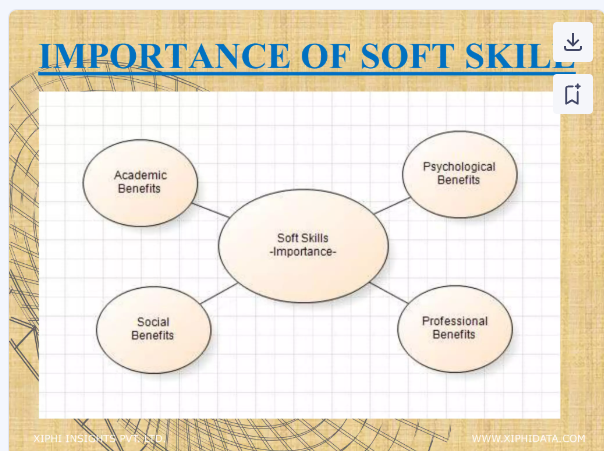 IMPORTANCE OF SOFT SKILL
Academic
Benefits
Psychological
Benefits
Soft Skills
-Importance-
Social
Benefits
Professional
Benefits
XIPHI INSIGHTS PVT. LTD.
WWW.XIPHIDATA.COM